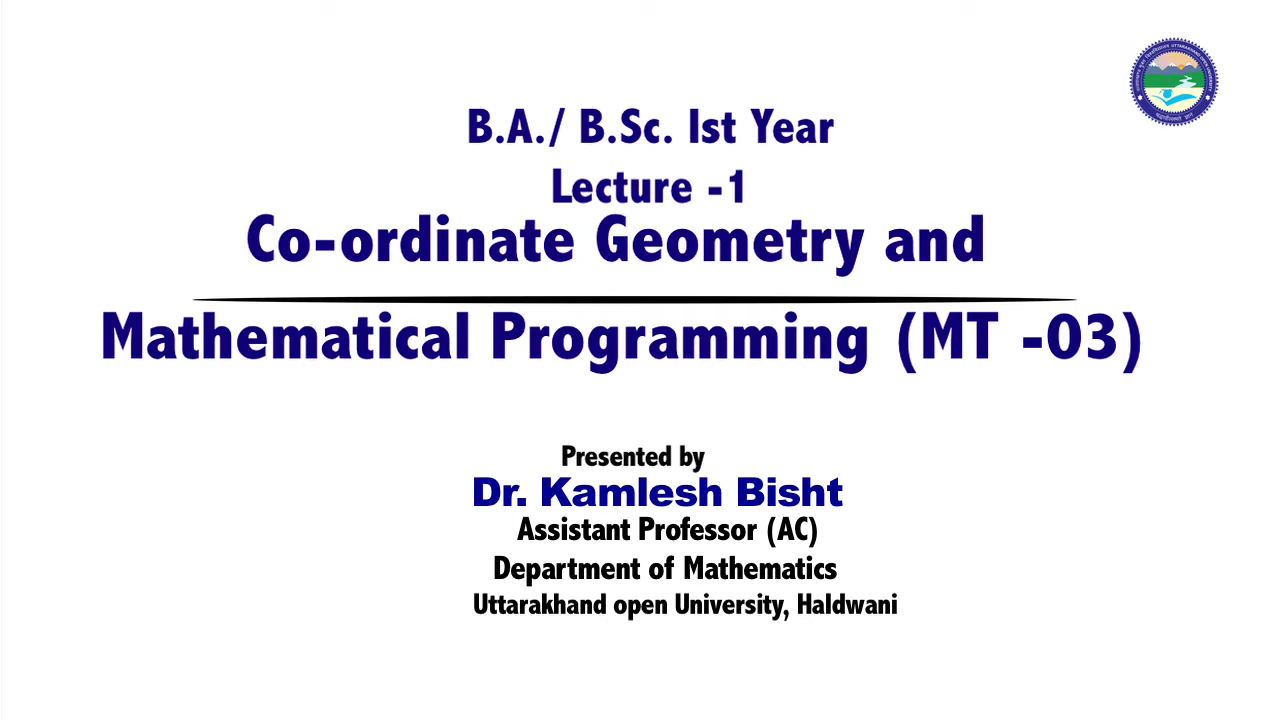 B.A./ B.Sc. Ist Year
Lecture -1
Co-ordinate Geometry and
Mathematical Programming (MT -03)
Presented by
Dr. Kamlesh Bisht
Assistant Professor (AC)
Department of Mathematics
Uttarakhand open University, Haldwani